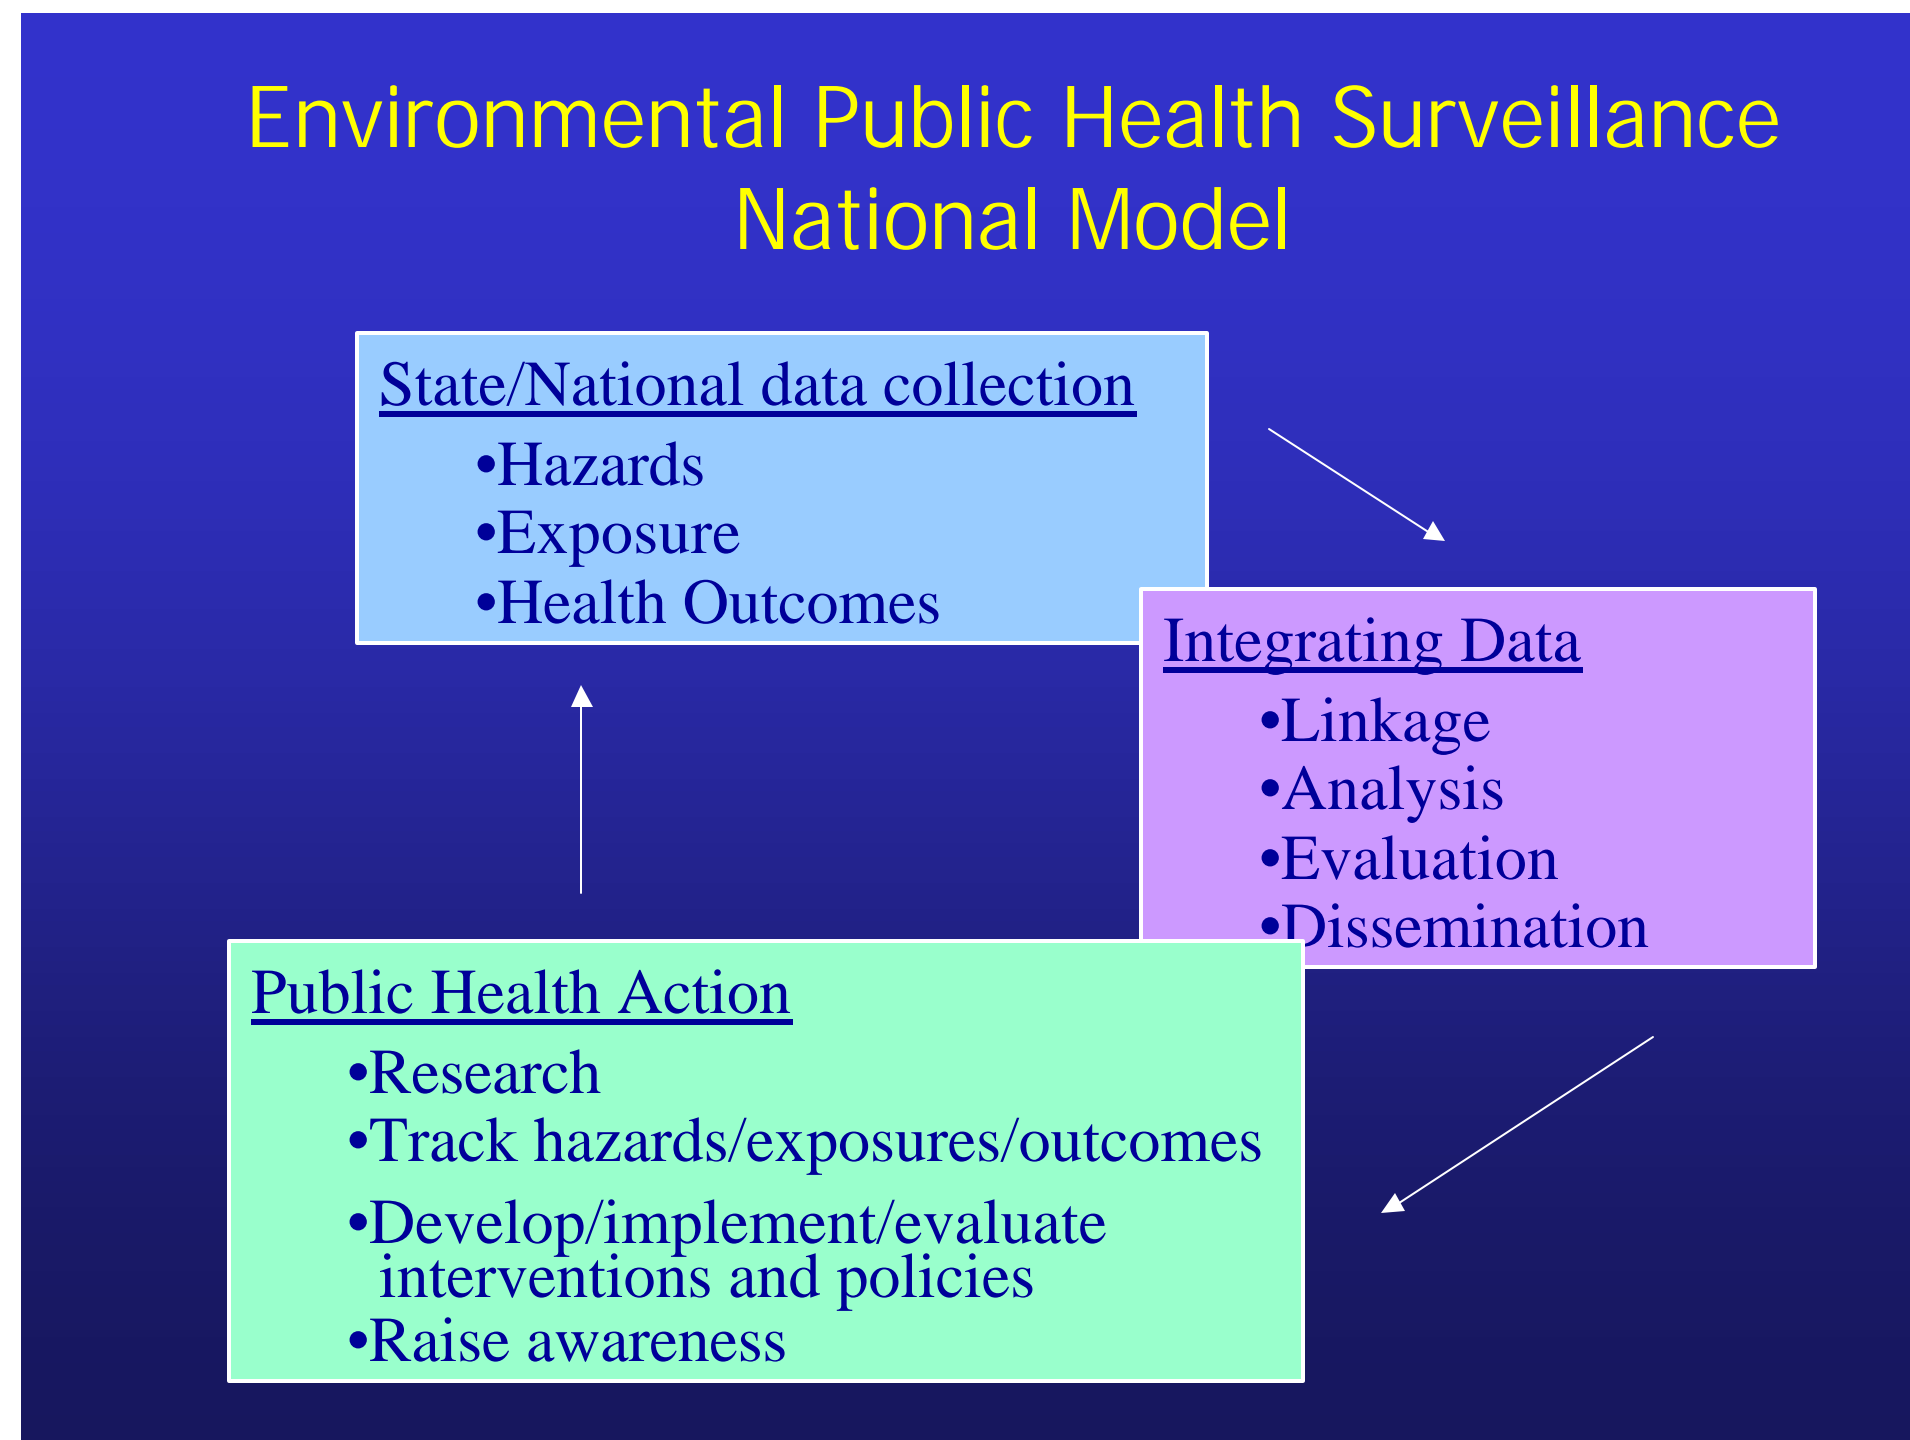 Environmental Public Health Surveillance
National Model
State/National data collection
•Hazards
•Exposure
•Health Outcomes
Integrating Data
•Linkage
•Analysis
•Evaluation
•Dissemination
Public Health Action
•Research
•Track hazards/exposures/outcomes
•Develop/implement/evaluate
interventions and policies
•Raise awareness